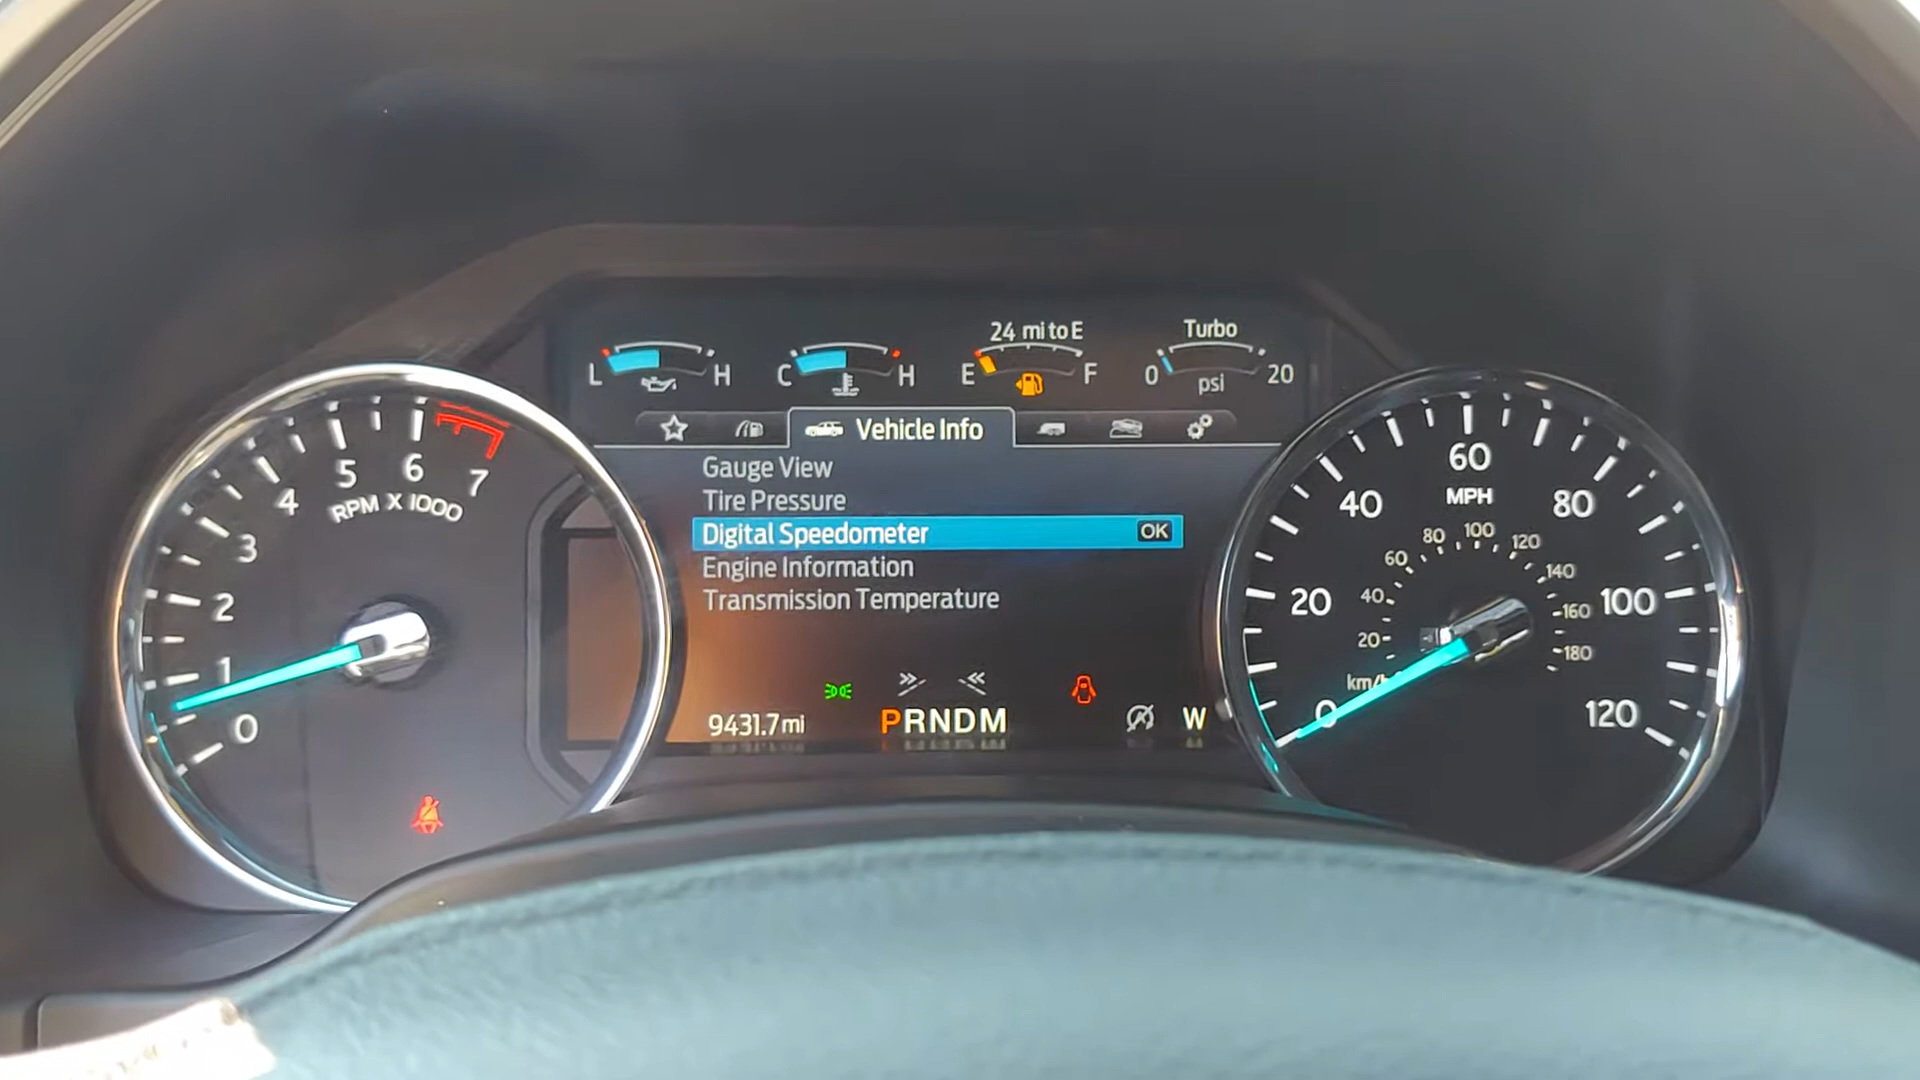 24 mi to E
Turbo
L H
C H
E F
0 psi 20
Vehicle Info
Gauge View
Tire Pressure
Digital Speedometer OK
Engine Information
Transmission Temperature
9431.7 mi
PRNDM
W
0 1 2 3 4 5 6 7
RPM X 1000
0 20 40 60 80 100 120
MPH
20 40 60 80 100 120 140 160 180